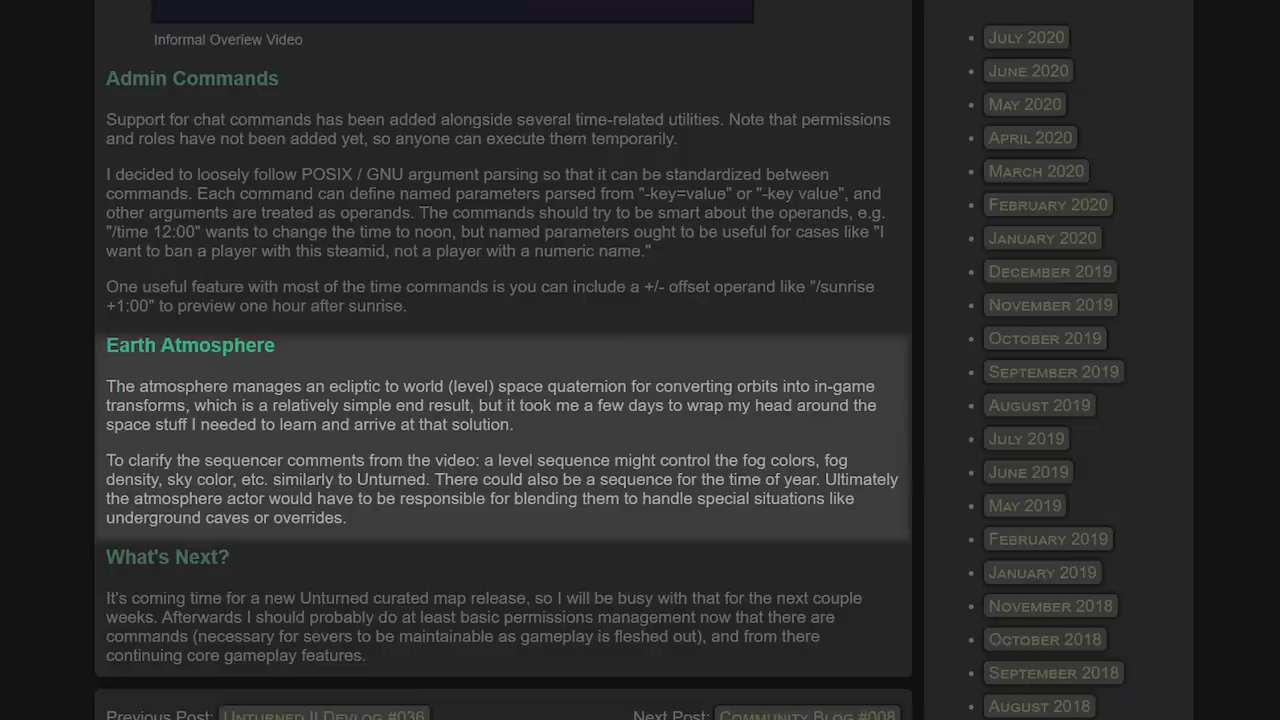 Informal Overiew Video
Admin Commands
Support for chat commands has been added alongside several time-related utilities. Note that permissions
and roles have not been added yet, so anyone can execute them temporarily.
I decided to loosely follow POSIX / GNU argument parsing so that it can be standardized between
commands. Each command can define named parameters parsed from "-key=value" or "-key value", and
other arguments are treated as operands. The commands should try to be smart about the operands, e.g.
"/time 12:00" wants to change the time to noon, but named parameters ought to be useful for cases like "I
want to ban a player with this steamid, not a player with a numeric name."
One useful feature with most of the time commands is you can include a +/- offset operand like "/sunrise
+1:00" to preview one hour after sunrise.
Earth Atmosphere
The atmosphere manages an ecliptic to world (level) space quaternion for converting orbits into in-game
transforms, which is a relatively simple end result, but it took me a few days to wrap my head around the
space stuff I needed to learn and arrive at that solution.
To clarify the sequencer comments from the video: a level sequence might control the fog colors, fog
density, sky color, etc. similarly to Unturned. There could also be a sequence for the time of year. Ultimately
the atmosphere actor would have to be responsible for blending them to handle special situations like
underground caves or overrides.
What's Next?
It's coming time for a new Unturned curated map release, so I will be busy with that for the next couple
weeks. Afterwards I should probably do at least basic permissions management now that there are
commands (necessary for severs to be maintainable as gameplay is fleshed out), and from there
continuing core gameplay features.
Previous Post: Unturned II Devlog #036
Next Post: Community Blog #008
July 2020
June 2020
May 2020
April 2020
March 2020
February 2020
January 2020
December 2019
November 2019
October 2019
September 2019
August 2019
July 2019
June 2019
May 2019
February 2019
January 2019
November 2018
October 2018
September 2018
August 2018